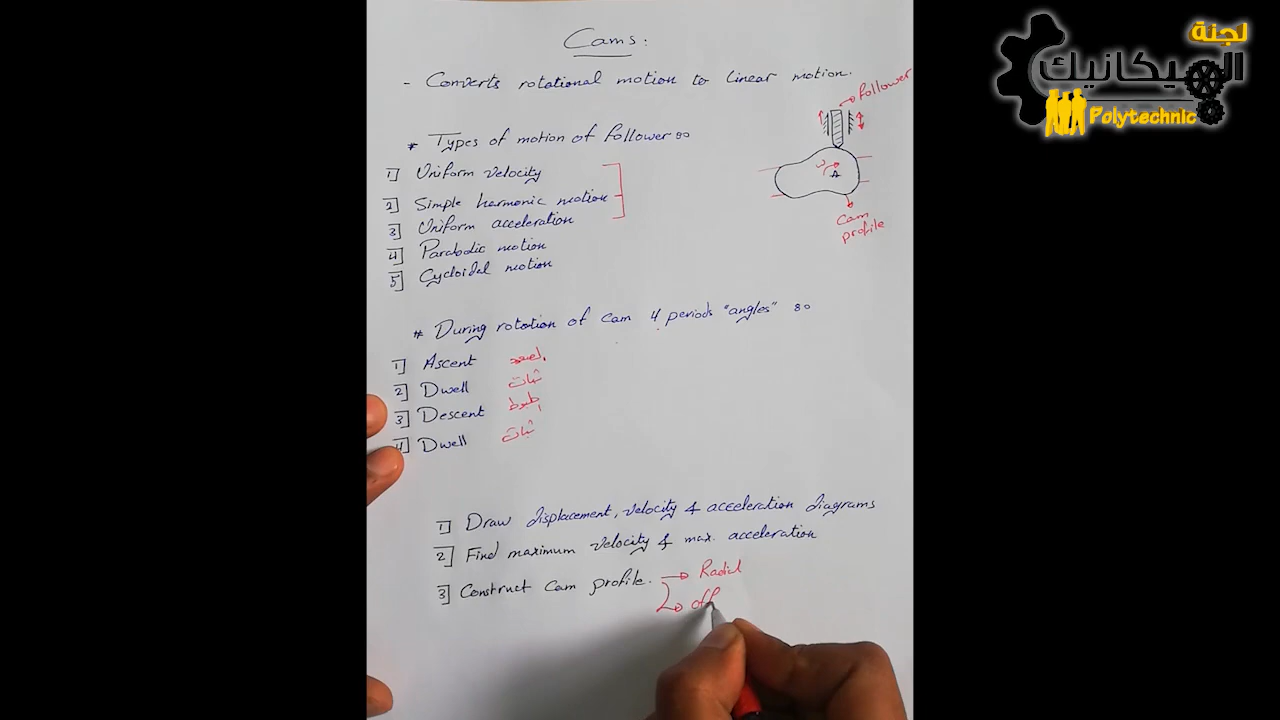 لجنة
الميكانيك
Polytechnic
Cams:
- Converts rotational motion to linear motion.
follower
* Types of motion of follower :-
1] Uniform velocity
2] Simple harmonic motion
3] Uniform acceleration
4] Parabolic motion
5] Cycloidal motion
ω
A
Cam
profile
* During rotation of cam 4 periods "angles" :-
1] Ascent صعود
2] Dwell ثبات
3] Descent هبوط
4] Dwell ثبات
1] Draw displacement, velocity & acceleration diagrams
2] Find maximum velocity & max. acceleration
3] Construct cam profile. → Radial
off